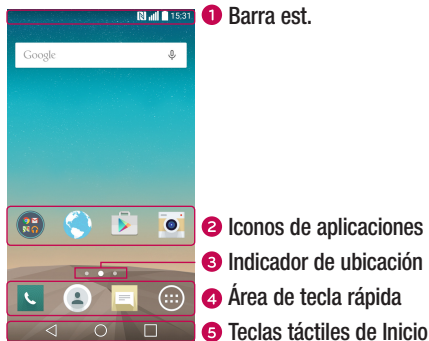 15:31
1 Barra est.
Google
2 Iconos de aplicaciones
3 Indicador de ubicación
4 Área de tecla rápida
5 Teclas táctiles de Inicio